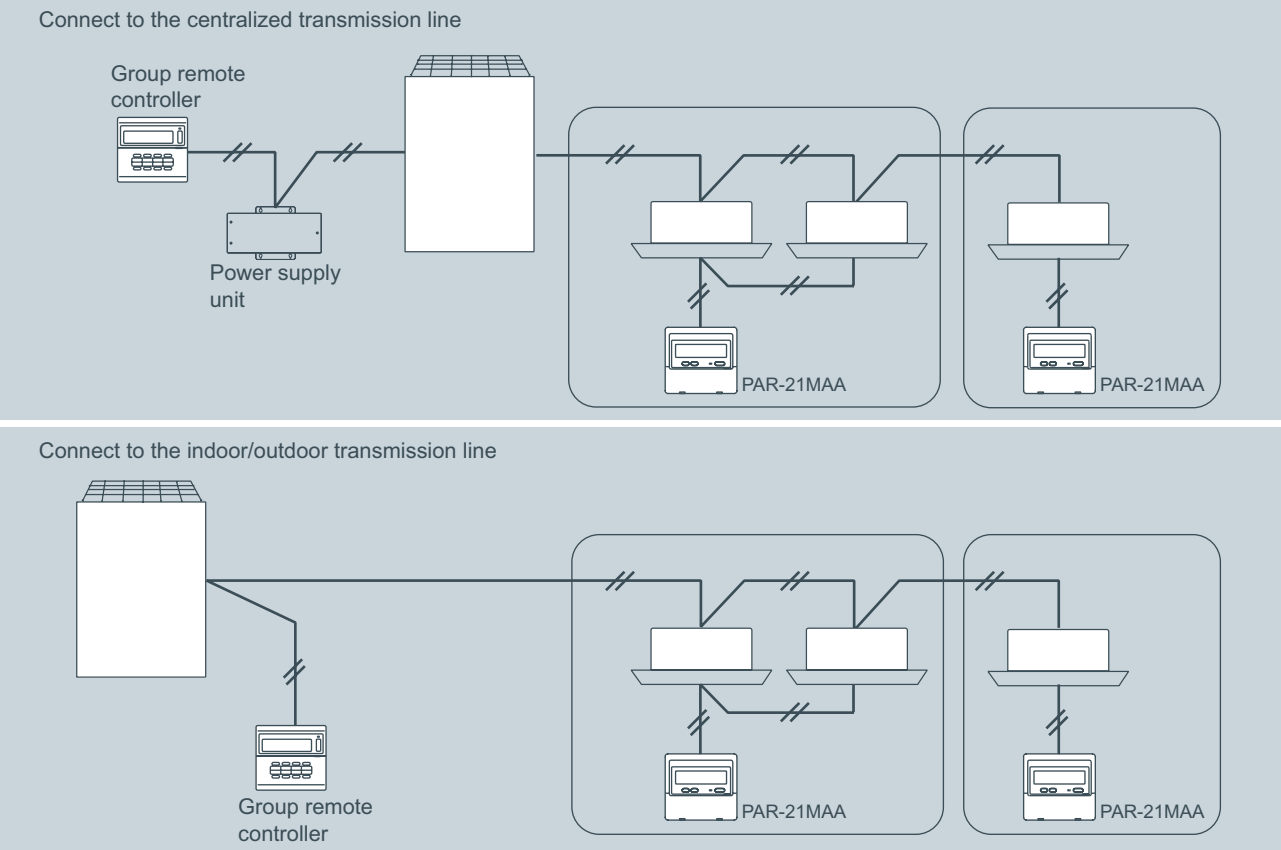 Connect to the centralized transmission line
Group remote
controller
Power supply
unit
PAR-21MAA
PAR-21MAA
Connect to the indoor/outdoor transmission line
Group remote
controller
PAR-21MAA
PAR-21MAA